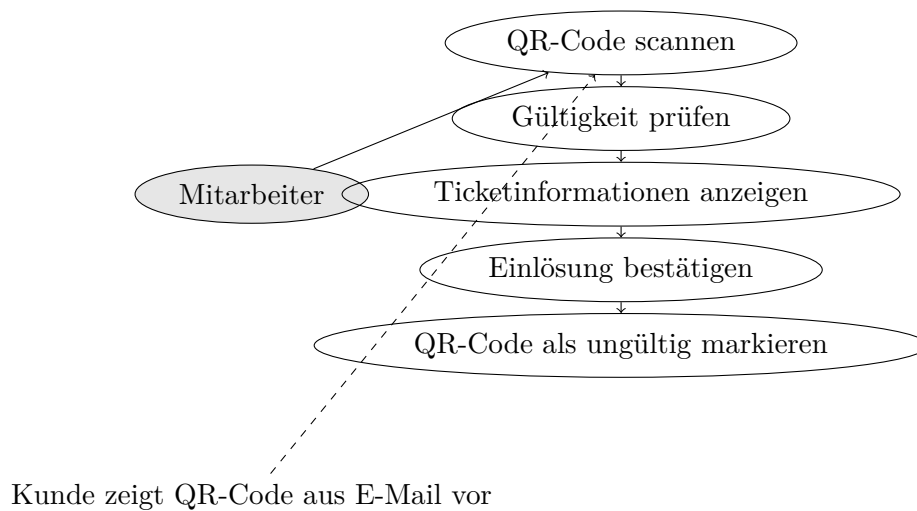 QR-Code scannen
Gültigkeit prüfen
Mitarbeiter
Ticketinformationen anzeigen
Einlösung bestätigen
QR-Code als ungültig markieren
Kunde zeigt QR-Code aus E-Mail vor